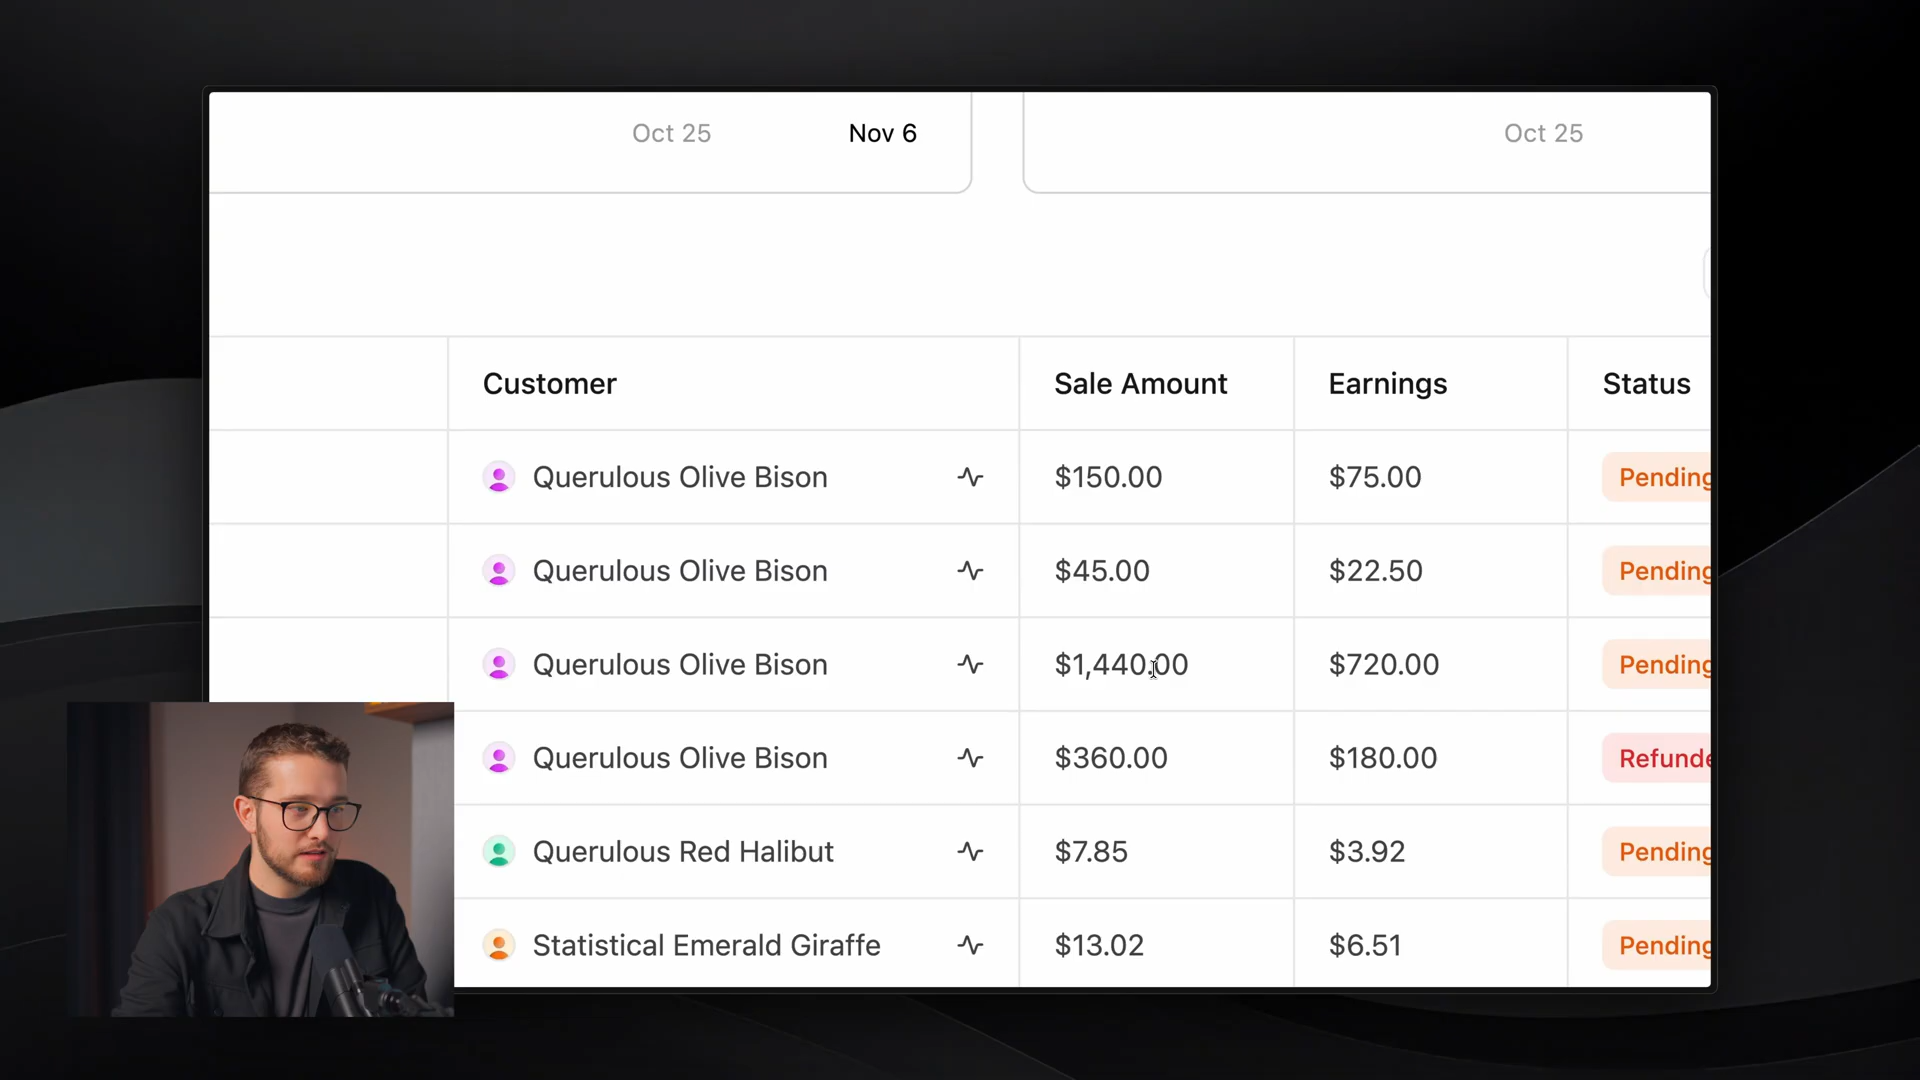 Oct 25 Nov 6 Oct 25
Customer Sale Amount Earnings Status
Querulous Olive Bison $150.00 $75.00 Pending
Querulous Olive Bison $45.00 $22.50 Pending
Querulous Olive Bison $1,440.00 $720.00 Pending
Querulous Olive Bison $360.00 $180.00 Refunde
Querulous Red Halibut $7.85 $3.92 Pending
Statistical Emerald Giraffe $13.02 $6.51 Pending